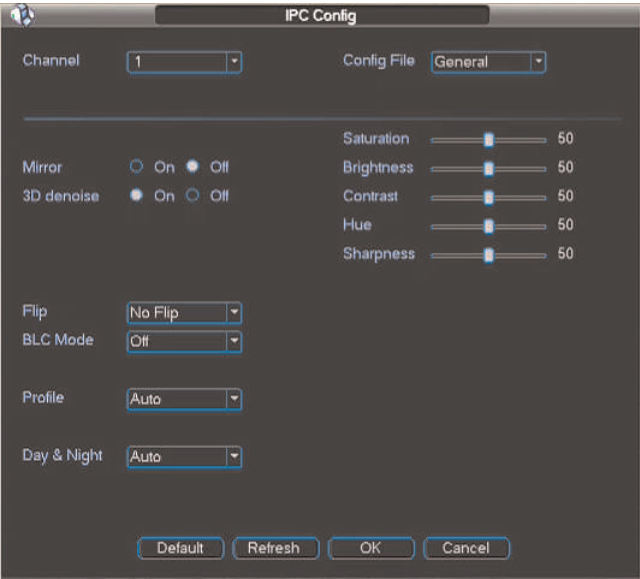 IPC Config
Channel 1 Config File General
Saturation 50
Mirror On Off Brightness 50
3D denoise On Off Contrast 50
Hue 50
Sharpness 50
Flip No Flip
BLC Mode Off
Profile Auto
Day & Night Auto
Default Refresh OK Cancel